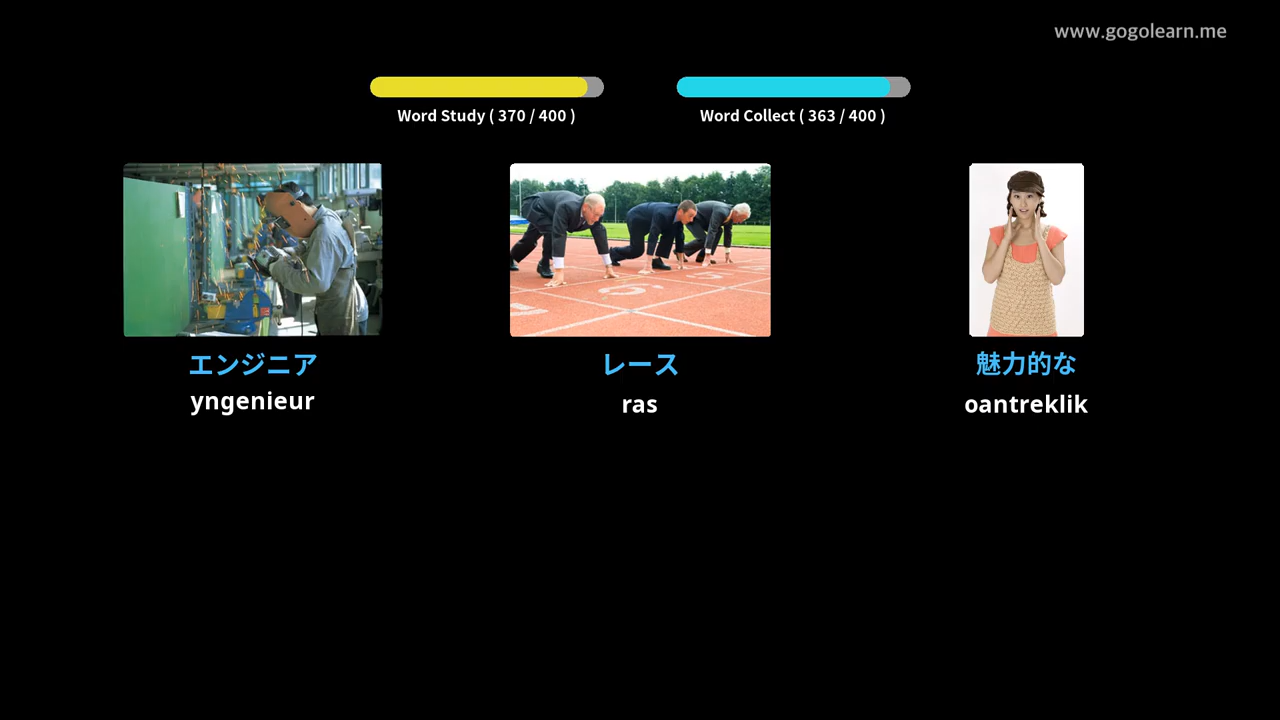 www.gogolearn.me
Word Study ( 370 / 400 )
Word Collect ( 363 / 400 )
エンジニア
レース
魅力的な
yngenieur
ras
oantreklik